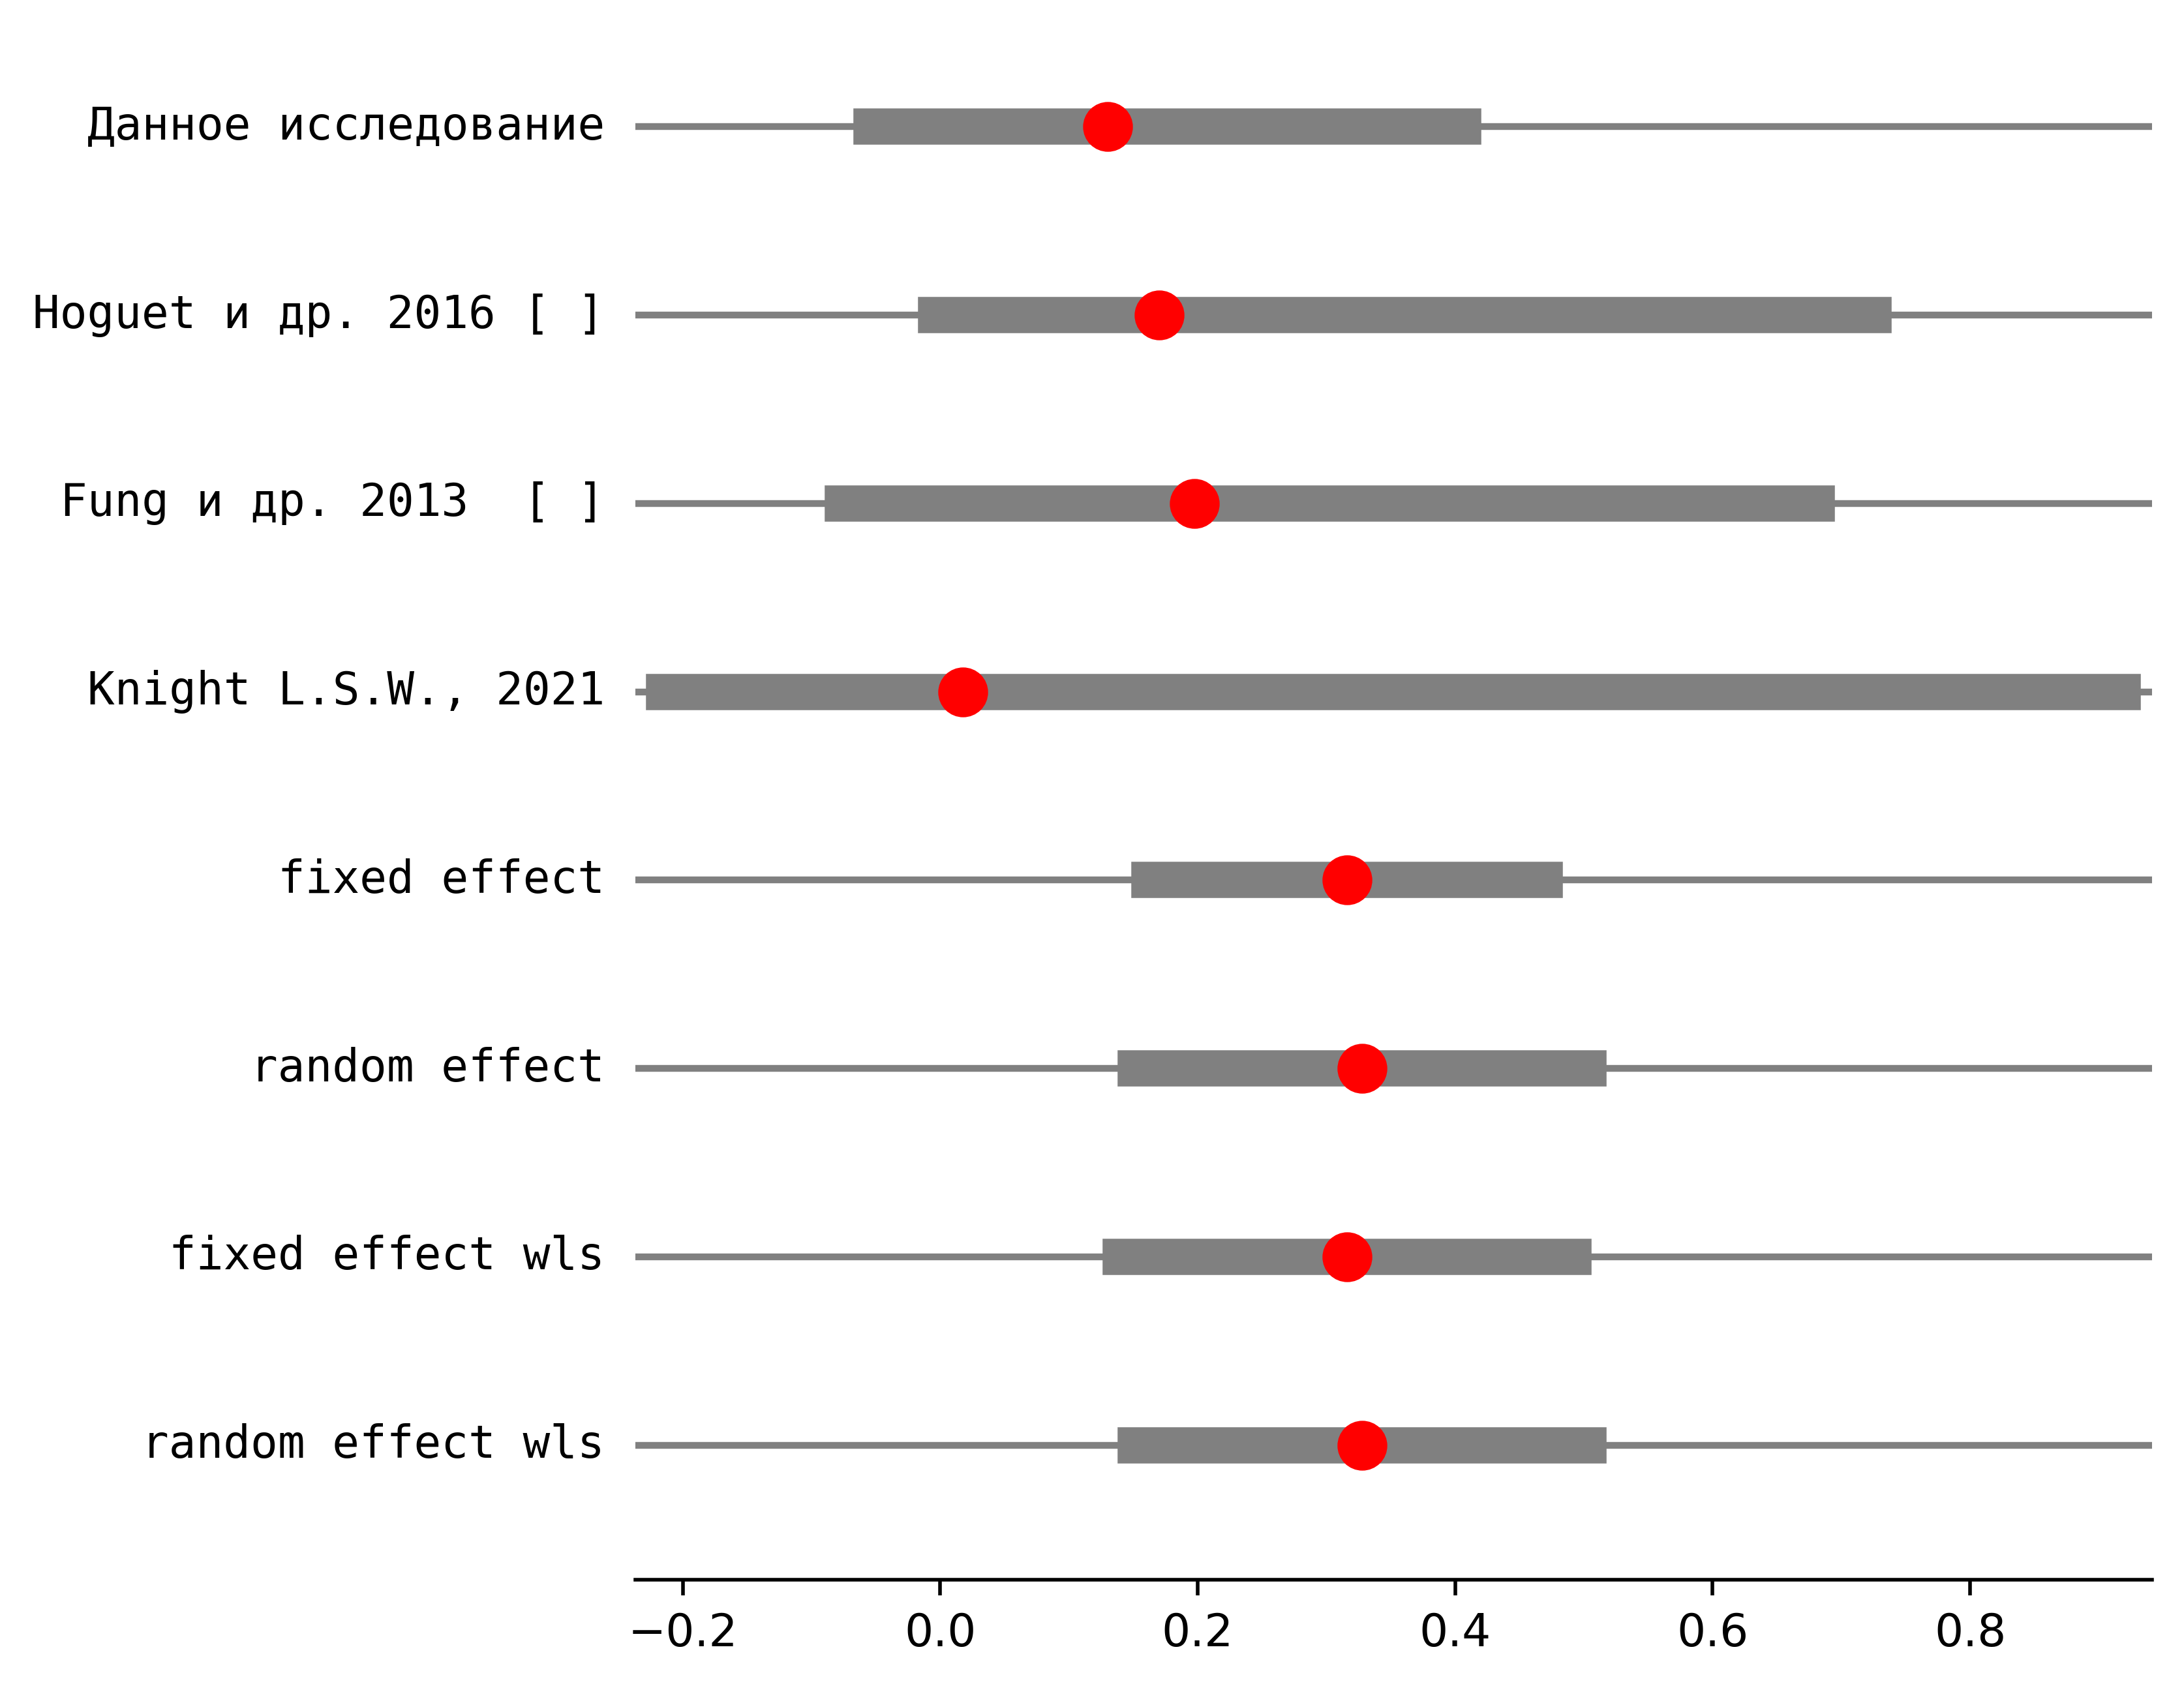 Данное исследование
Hoguet и др. 2016 [ ]
Fung и др. 2013  [ ]
Knight L.S.W., 2021
fixed effect
random effect
fixed effect wls
random effect wls
−0.2 0.0 0.2 0.4 0.6 0.8